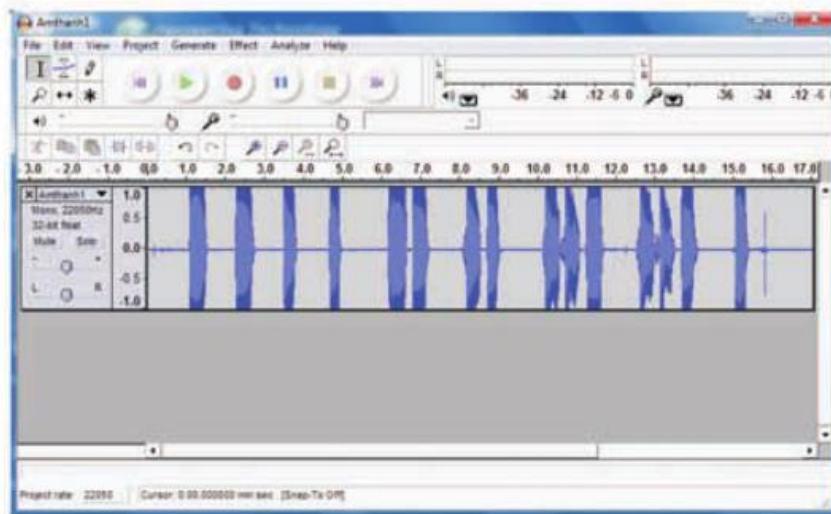 Amthanh1
File Edit View Project Generate Effect Analyze Help
L
R
-36 -24 -12 -6 0
L
R
-36 -24 -12 -6
3.0 - 2.0 - 1.0 0,0 1,0 2,0 3,0 4,0 5,0 6,0 7,0 8,0 9,0 10,0 11,0 12,0 13,0 14,0 15,0 16,0 17,0
X Amthanh1
Mono, 22050Hz
32-bit float
Mute Solo
- +
L R
1.0
0.5
0.0
-0.5
-1.0
Project rate: 22050 Cursor: 0:00.000000 min:sec [Snap-To Off]